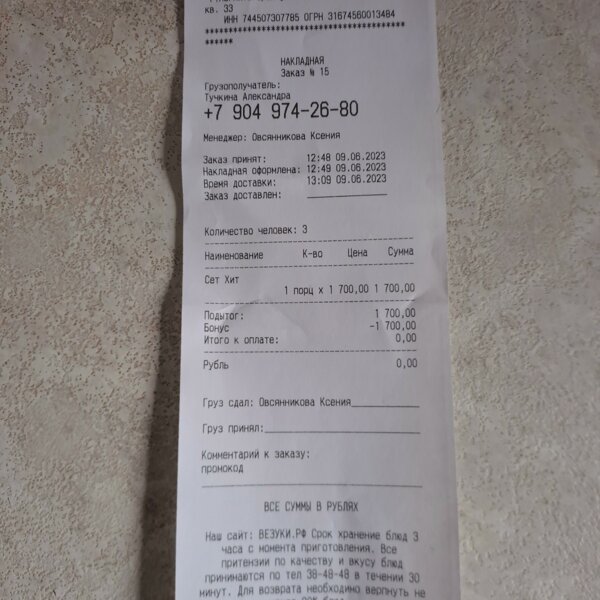 кв. 33
ИНН 744507307785 ОГРН 31674560013484
****************************************
******
НАКЛАДНАЯ
Заказ № 15
Грузополучатель:
Тучкина Александра
+7 904 974-26-80
Менеджер: Овсянникова Ксения
Заказ принят: 12:48 09.06.2023
Накладная оформлена: 12:49 09.06.2023
Время доставки: 13:09 09.06.2023
Заказ доставлен: ______________
Количество человек: 3
Наименование К-во Цена Сумма
Сет Хит
1 порц x 1 700,00 1 700,00
Подытог: 1 700,00
Бонус -1 700,00
Итого к оплате: 0,00
Рубль 0,00
Груз сдал: Овсянникова Ксения____________
Груз принял:___________________________
Комментарий к заказу:
промокод
ВСЕ СУММЫ В РУБЛЯХ
Наш сайт: ВЕЗУКИ.РФ Срок хранение блюд 3
часа с момента приготовления. Все
притензии по качеству и вкусу блюд
принимаются по тел 38-48-48 в течении 30
минут. Для возврата необходимо вернуть не